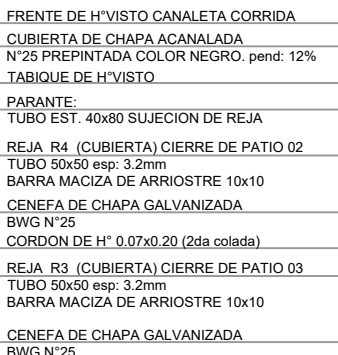 FRENTE DE H°VISTO CANALETA CORRIDA
CUBIERTA DE CHAPA ACANALADA
N°25 PREPINTADA COLOR NEGRO. pend: 12%
TABIQUE DE H°VISTO
PARANTE:
TUBO EST. 40x80 SUJECION DE REJA
REJA R4 (CUBIERTA) CIERRE DE PATIO 02
TUBO 50x50 esp: 3.2mm
BARRA MACIZA DE ARRIOSTRE 10x10
CENEFA DE CHAPA GALVANIZADA
BWG N°25
CORDON DE H° 0.07x0.20 (2da colada)
REJA R3 (CUBIERTA) CIERRE DE PATIO 03
TUBO 50x50 esp: 3.2mm
BARRA MACIZA DE ARRIOSTRE 10x10
CENEFA DE CHAPA GALVANIZADA
BWG N°25